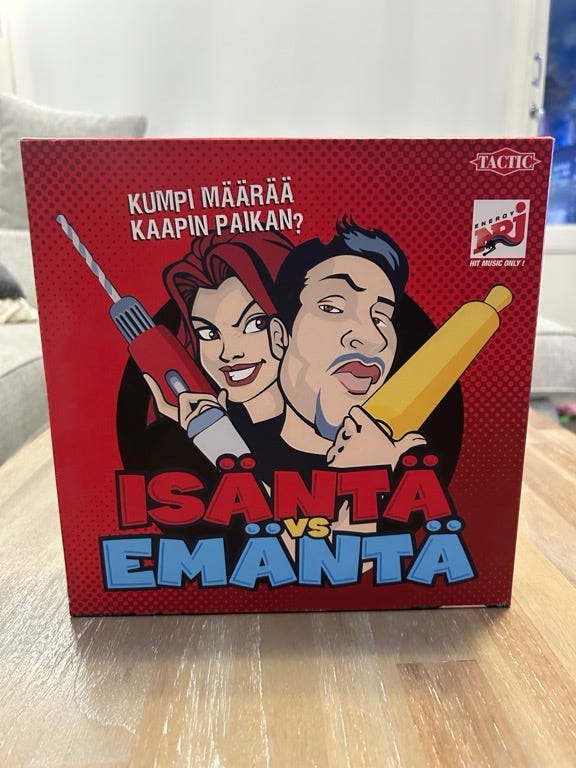 TACTIC
KUMPI MÄÄRÄÄ
KAAPIN PAIKAN?
ENERGY
NRJ
HIT MUSIC ONLY!
ISÄNTÄ
VS
EMÄNTÄ